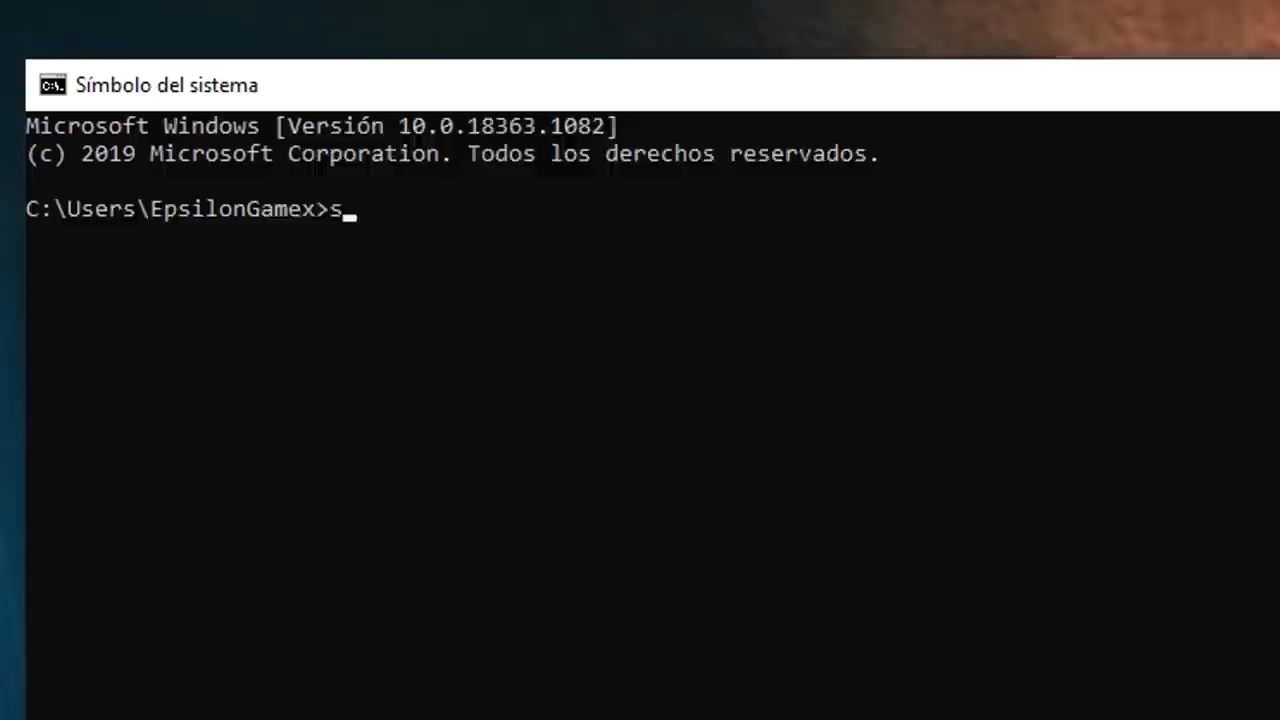 Símbolo del sistema
Microsoft Windows [Versión 10.0.18363.1082]
(c) 2019 Microsoft Corporation. Todos los derechos reservados.
C:\Users\EpsilonGamex>s